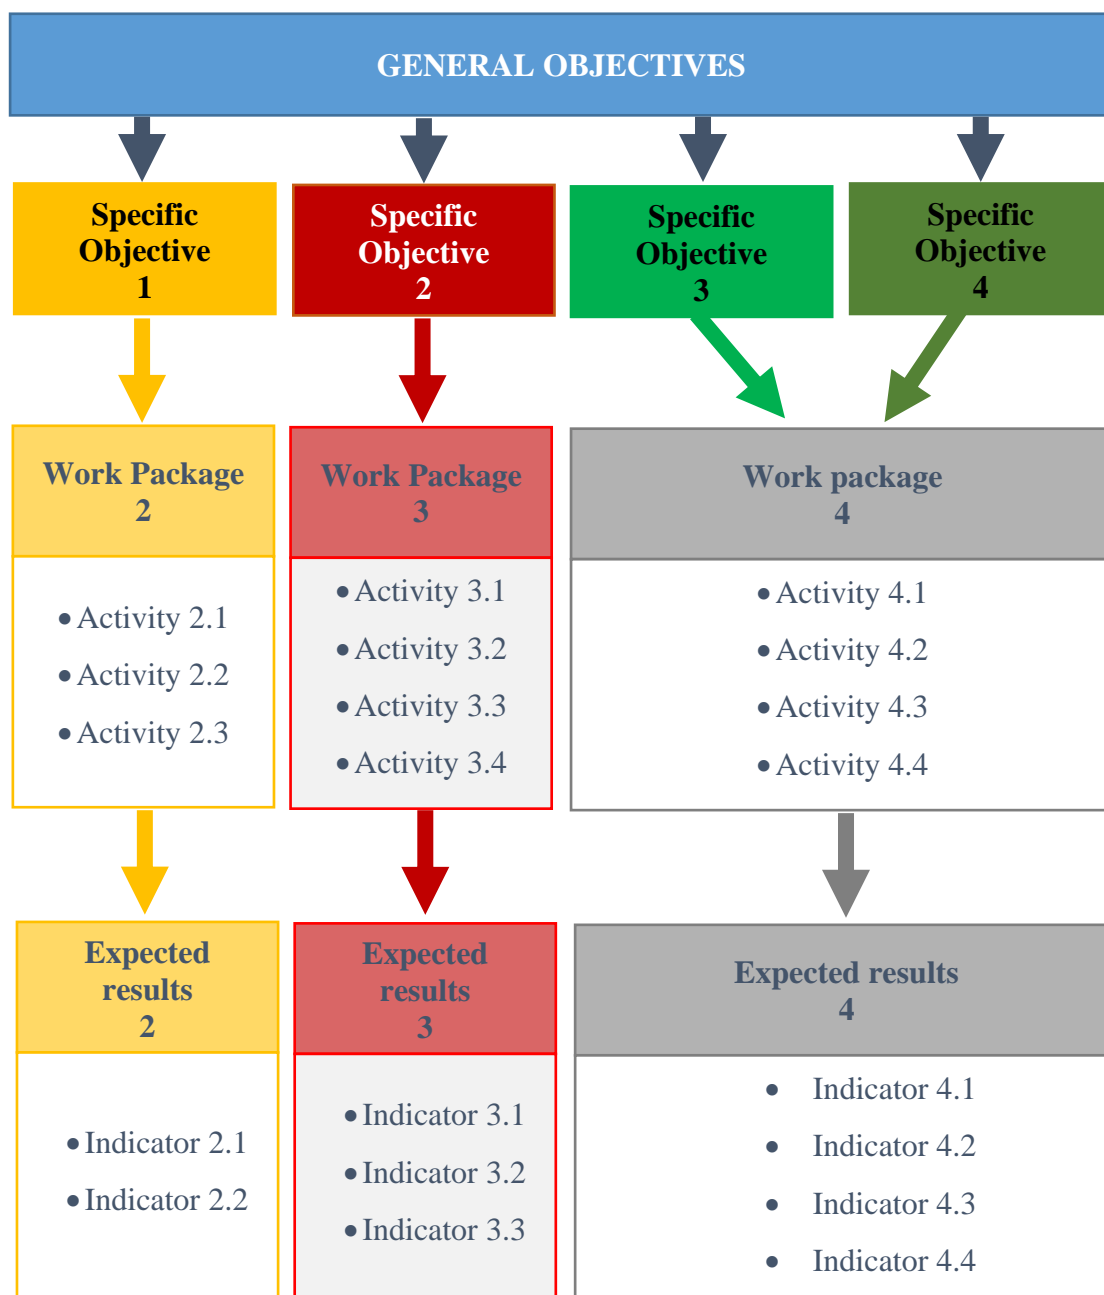 GENERAL OBJECTIVES
Specific
Objective
1
Specific
Objective
2
Specific
Objective
3
Specific
Objective
4
Work Package
2
• Activity 2.1
• Activity 2.2
• Activity 2.3
Work Package
3
• Activity 3.1
• Activity 3.2
• Activity 3.3
• Activity 3.4
Work package
4
• Activity 4.1
• Activity 4.2
• Activity 4.3
• Activity 4.4
Expected
results
2
• Indicator 2.1
• Indicator 2.2
Expected
results
3
• Indicator 3.1
• Indicator 3.2
• Indicator 3.3
Expected results
4
• Indicator 4.1
• Indicator 4.2
• Indicator 4.3
• Indicator 4.4